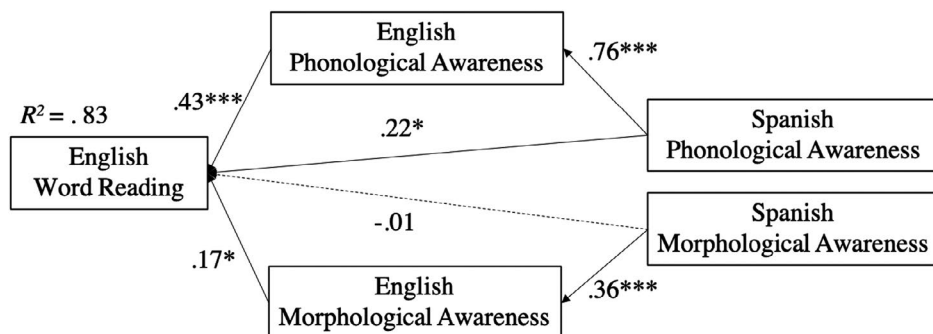 English
Phonological Awareness
.76***
.43***
R² = . 83
.22*
Spanish
Phonological Awareness
English
Word Reading
Spanish
Morphological Awareness
-.01
.17*
.36***
English
Morphological Awareness